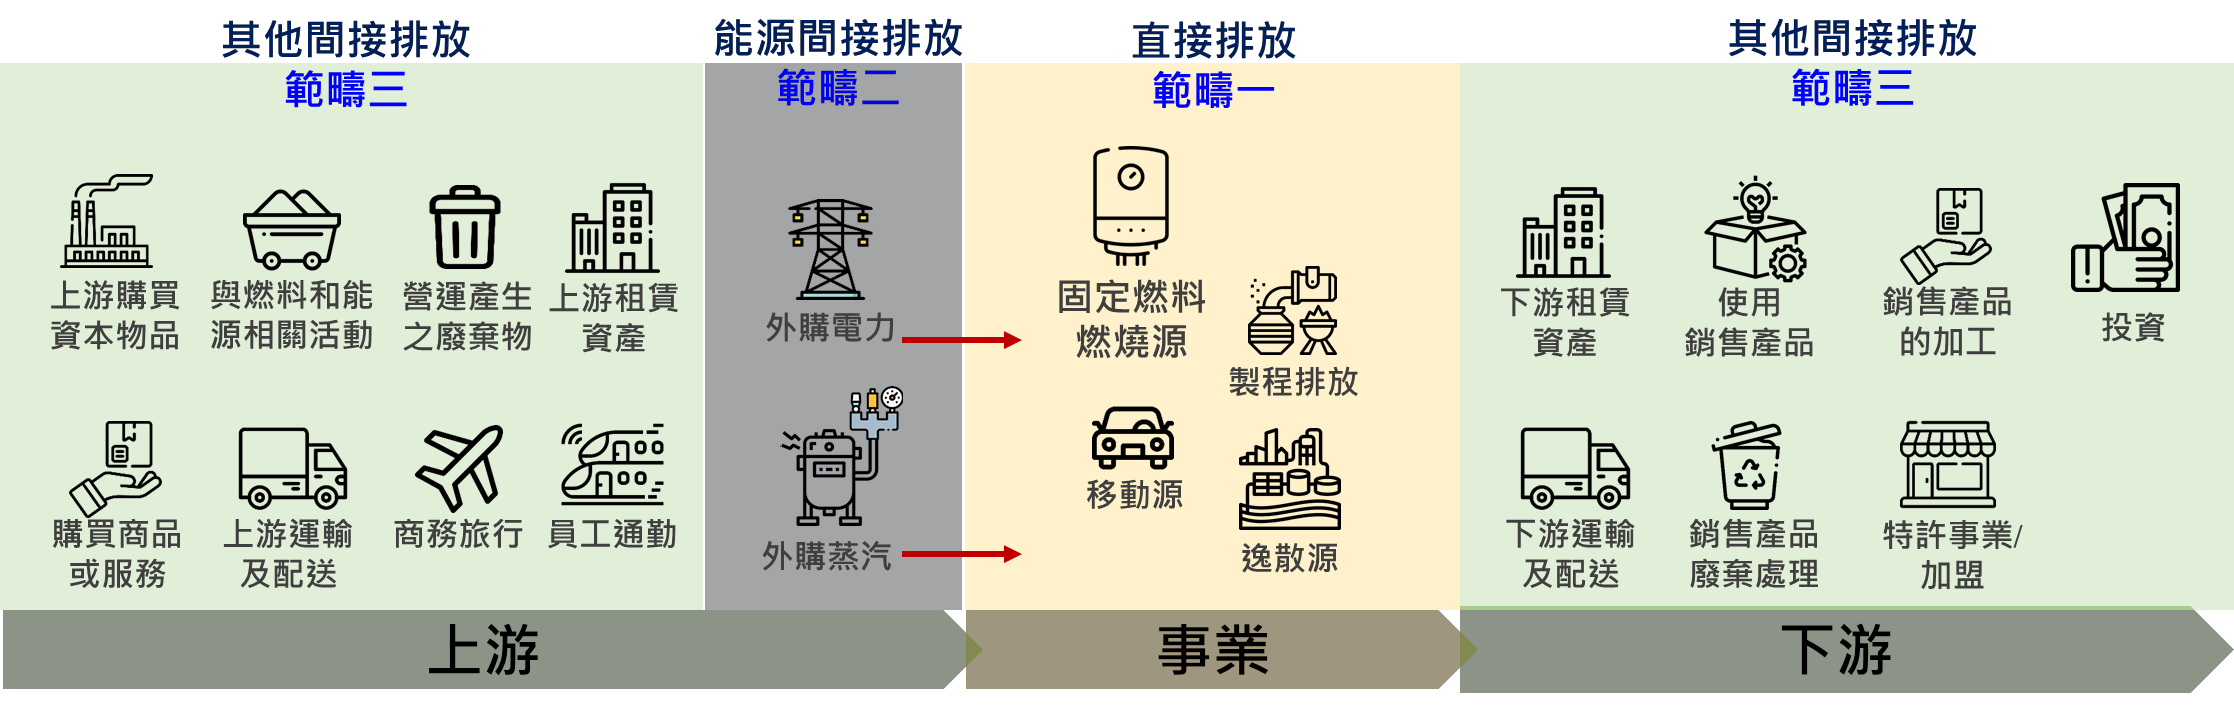 其他間接排放
範疇三
上游購買
資本物品
與燃料和能
源相關活動
營運產生
之廢棄物
上游租賃
資產
購買商品
或服務
上游運輸
及配送
商務旅行
員工通勤
能源間接排放
範疇二
外購電力
外購蒸汽
直接排放
範疇一
固定燃料
燃燒源
製程排放
移動源
逸散源
其他間接排放
範疇三
下游租賃
資產
使用
銷售產品
銷售產品
的加工
投資
下游運輸
及配送
銷售產品
廢棄處理
特許事業/
加盟
上游
事業
下游